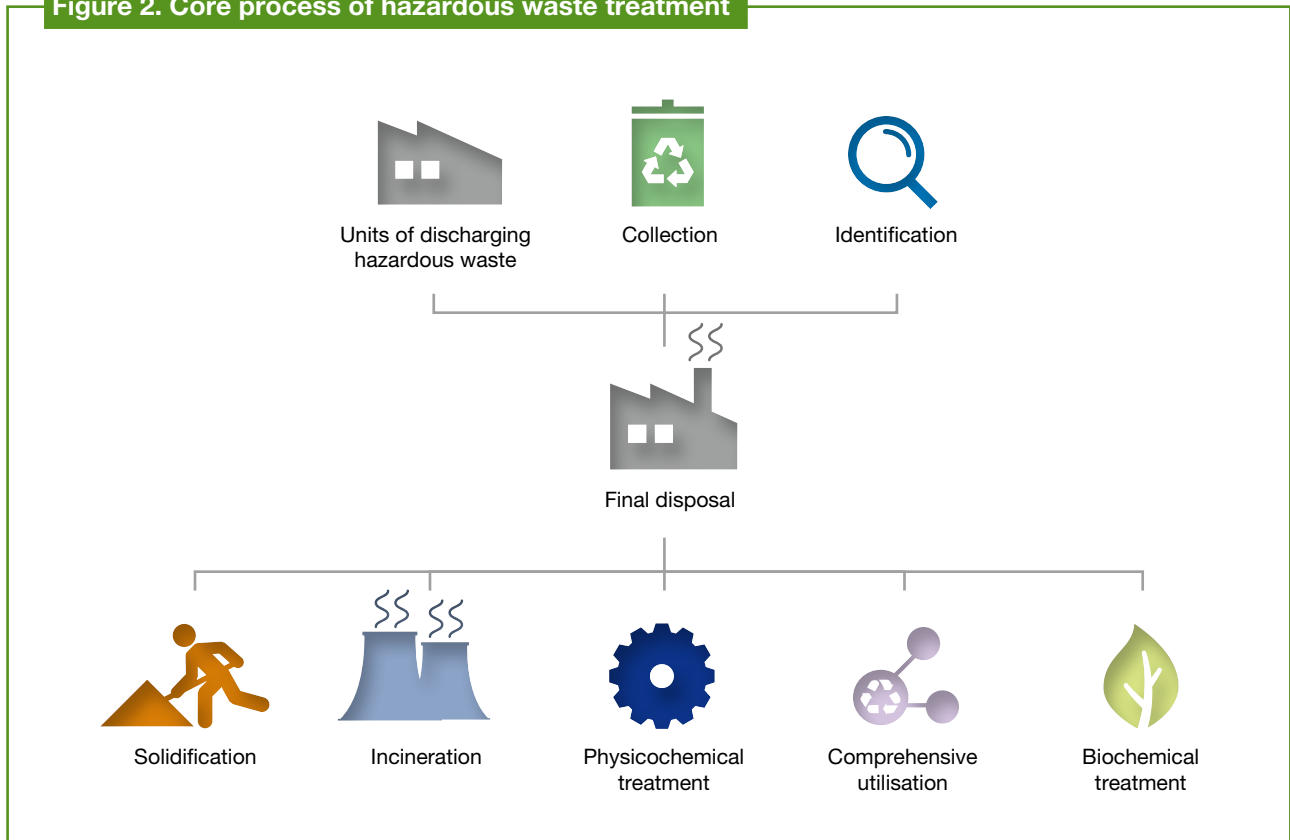 Figure 2. Core process of hazardous waste treatment
Units of discharging
hazardous waste
Collection
Identification
Final disposal
Solidification
Incineration
Physicochemical
treatment
Comprehensive
utilisation
Biochemical
treatment